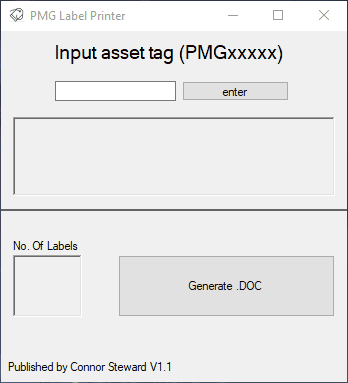 PMG Label Printer
Input asset tag (PMGxxxxx)
enter
No. Of Labels
Generate .DOC
Published by Connor Steward V1.1